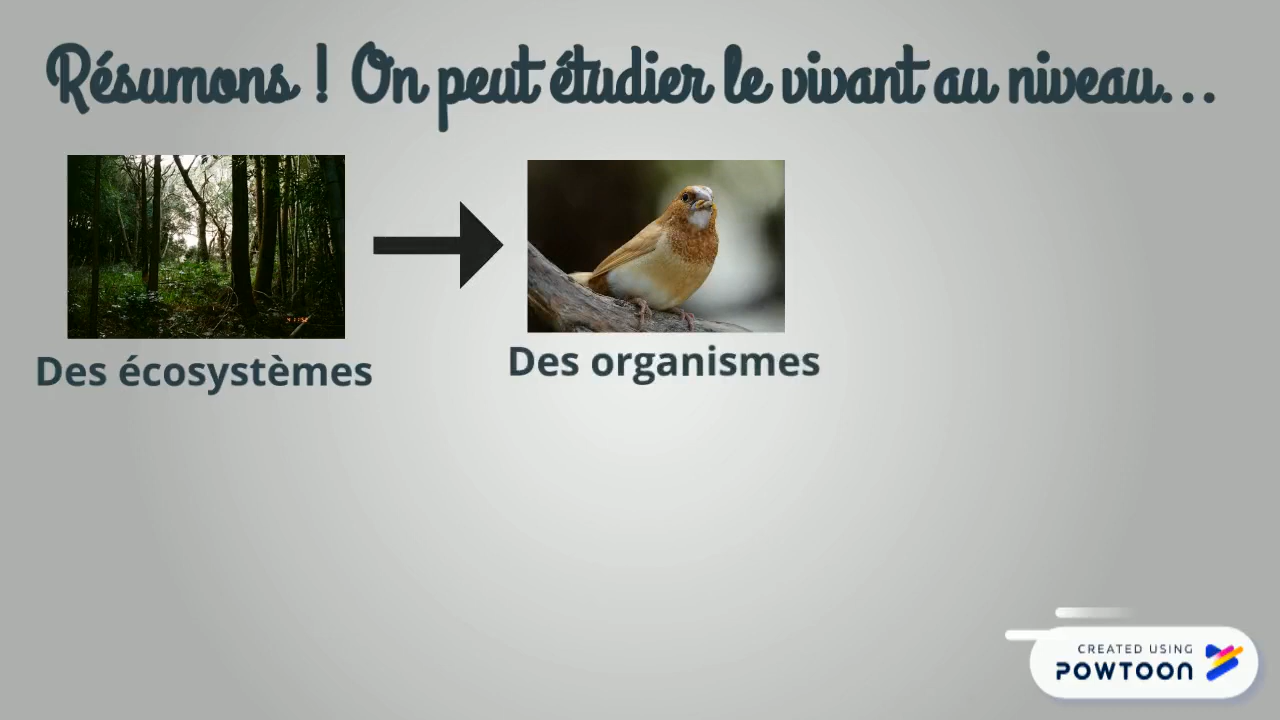 Résumons ! On peut étudier le vivant au niveau...
Des écosystèmes
Des organismes
CREATED USING
POWTOON